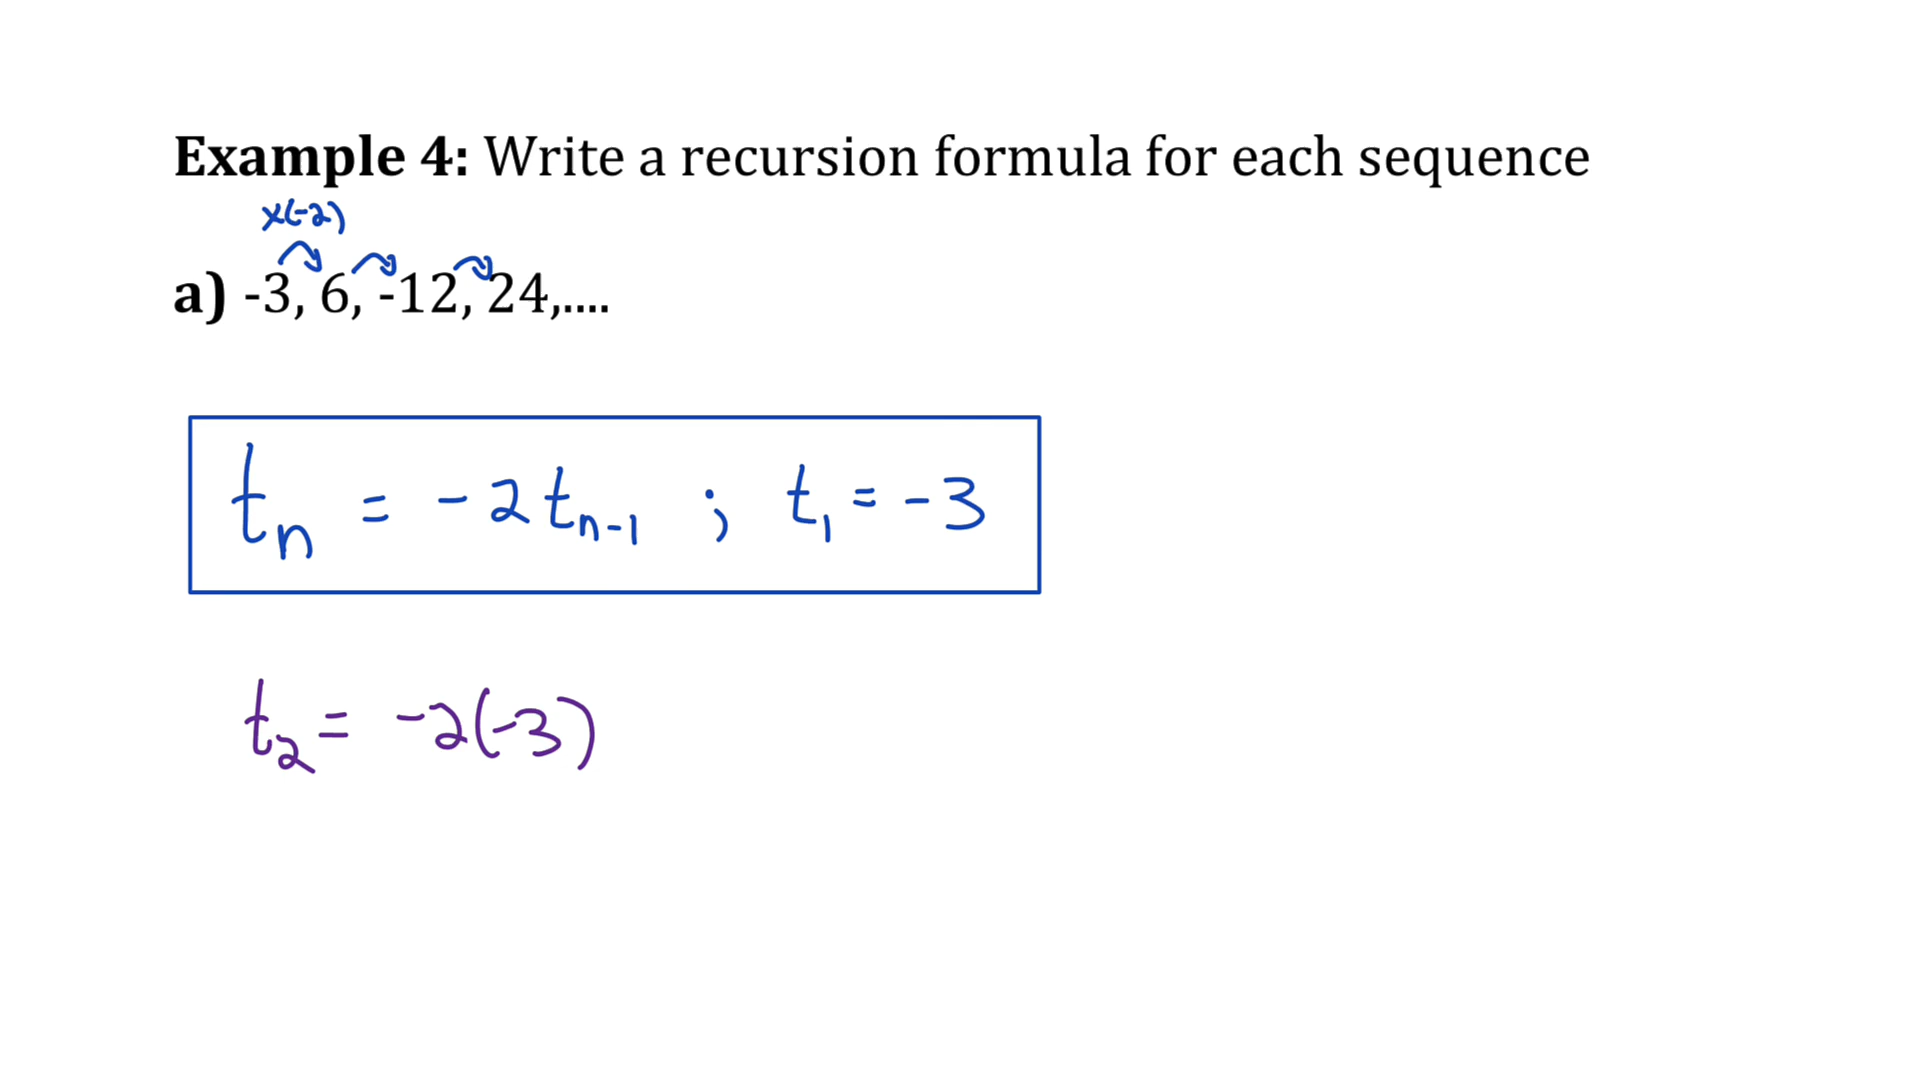 Example 4: Write a recursion formula for each sequence
x(-2)
a) -3, 6, -12, 24,....
tₙ = -2tₙ₋₁ ; t₁ = -3
t₂ = -2(-3)